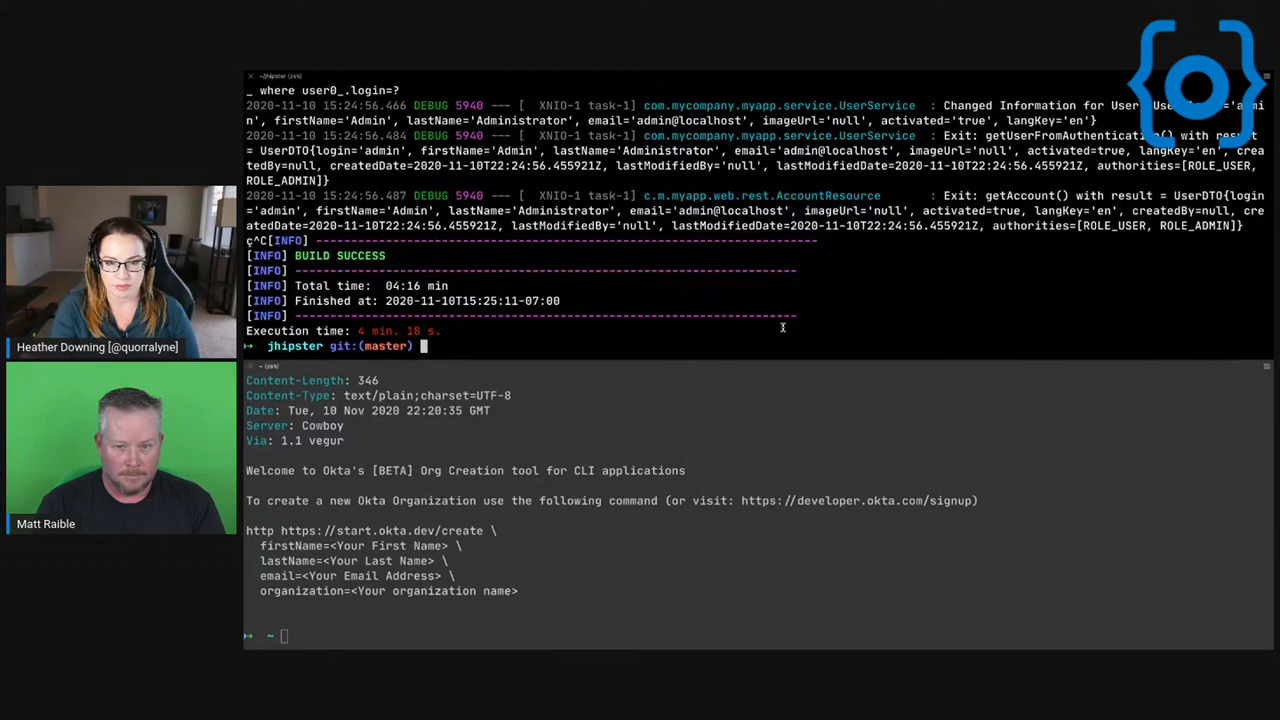 ~/jhipster (zsh)
_ where user0_.login=?
2020-11-10 15:24:56.466 DEBUG 5940 --- [ XNIO-1 task-1] com.mycompany.myapp.service.UserService : Changed Information for User: User{login='admi
n', firstName='Admin', lastName='Administrator', email='admin@localhost', imageUrl='null', activated='true', langKey='en'}
2020-11-10 15:24:56.484 DEBUG 5940 --- [ XNIO-1 task-1] com.mycompany.myapp.service.UserService : Exit: getUserFromAuthentication() with result
= UserDTO{login='admin', firstName='Admin', lastName='Administrator', email='admin@localhost', imageUrl='null', activated=true, langKey='en', crea
tedBy=null, createdDate=2020-11-10T22:24:56.455921Z, lastModifiedBy='null', lastModifiedDate=2020-11-10T22:24:56.455921Z, authorities=[ROLE_USER,
ROLE_ADMIN]}
2020-11-10 15:24:56.487 DEBUG 5940 --- [ XNIO-1 task-1] c.m.myapp.web.rest.AccountResource : Exit: getAccount() with result = UserDTO{login
='admin', firstName='Admin', lastName='Administrator', email='admin@localhost', imageUrl='null', activated=true, langKey='en', createdBy=null, cre
atedDate=2020-11-10T22:24:56.455921Z, lastModifiedBy='null', lastModifiedDate=2020-11-10T22:24:56.455921Z, authorities=[ROLE_USER, ROLE_ADMIN]}
ç^C[INFO] ------------------------------------------------------------------------
[INFO] BUILD SUCCESS
[INFO] ------------------------------------------------------------------------
[INFO] Total time: 04:16 min
[INFO] Finished at: 2020-11-10T15:25:11-07:00
[INFO] ------------------------------------------------------------------------
Execution time: 4 min. 18 s.
➜ jhipster git:(master)
~ (zsh)
Content-Length: 346
Content-Type: text/plain;charset=UTF-8
Date: Tue, 10 Nov 2020 22:20:35 GMT
Server: Cowboy
Via: 1.1 vegur
Welcome to Okta's [BETA] Org Creation tool for CLI applications
To create a new Okta Organization use the following command (or visit: https://developer.okta.com/signup)
http https://start.okta.dev/create \
firstName=<Your First Name> \
lastName=<Your Last Name> \
email=<Your Email Address> \
organization=<Your organization name>
➜ ~
Heather Downing [@quorralyne]
Matt Raible